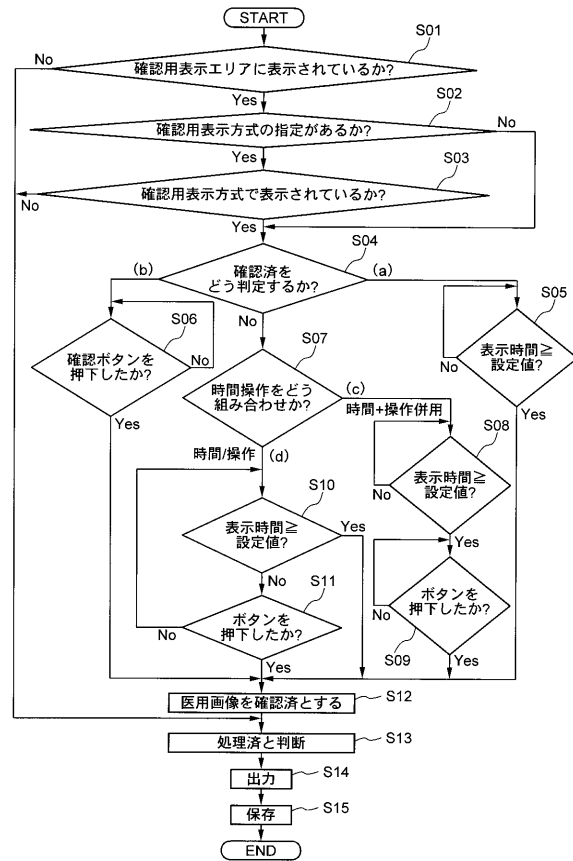 START
S01
No
確認用表示エリアに表示されているか?
Yes
S02
確認用表示方式の指定があるか?
No
Yes
S03
確認用表示方式で表示されているか?
No
Yes
S04
(b)
確認済を
どう判定するか?
(a)
No
S05
表示時間≧
設定値?
No
Yes
S06
確認ボタンを
押下したか?
No
Yes
S07
時間操作をどう
組み合わせか?
(c)
時間+操作併用
S08
表示時間≧
設定値?
No
Yes
時間/操作
(d)
S10
表示時間≧
設定値?
Yes
No
S11
ボタンを
押下したか?
No
Yes
ボタンを
押下したか?
No
S09
Yes
医用画像を確認済とする
S12
処理済と判断
S13
出力
S14
保存
S15
END